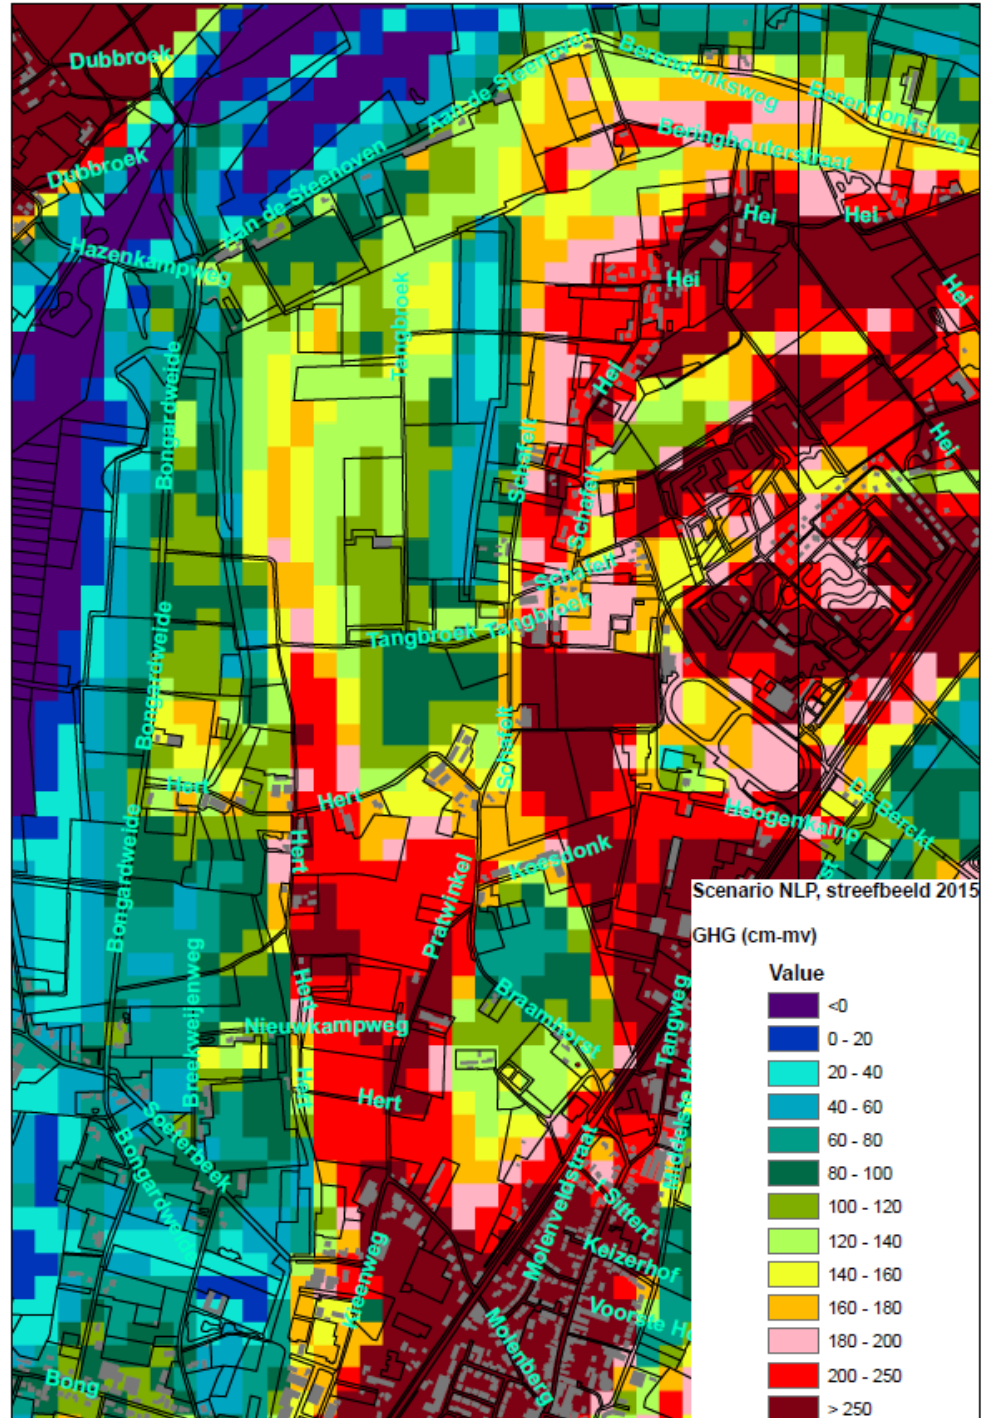 Dubbroek
Aan de Steenoven
Berendonksweg
Berendonksweg
Beringhouterstraat
Dubbroek
Aan de Steenhoven
Hei
Hei
Hazenkampweg
Hei
Hei
Tangbroek
Bongardweide
Hei
Hei
Schafelt
Schafelt
Schafelt
Bongardweide
Tangbroek
Tangbroek
Schafelt
Hert
Hert
De Berckt
Hoogenkamp
Bongardweide
Hert
Keesdonk
Pratwinkel
Scenario NLP, streefbeeld 2015
GHG (cm-mv)
Value
<0
0 - 20
20 - 40
40 - 60
60 - 80
80 - 100
100 - 120
120 - 140
140 - 160
160 - 180
180 - 200
200 - 250
> 250
Breekweijenweg
Hert
Nieuwkampweg
Braamhorst
Tangweg
Hert
Hert
Soeterbeek
Bongardweide
Molenveldstraat
't Sittert
Keizerhof
Kleenweg
Voorste
Molenberg
Bong